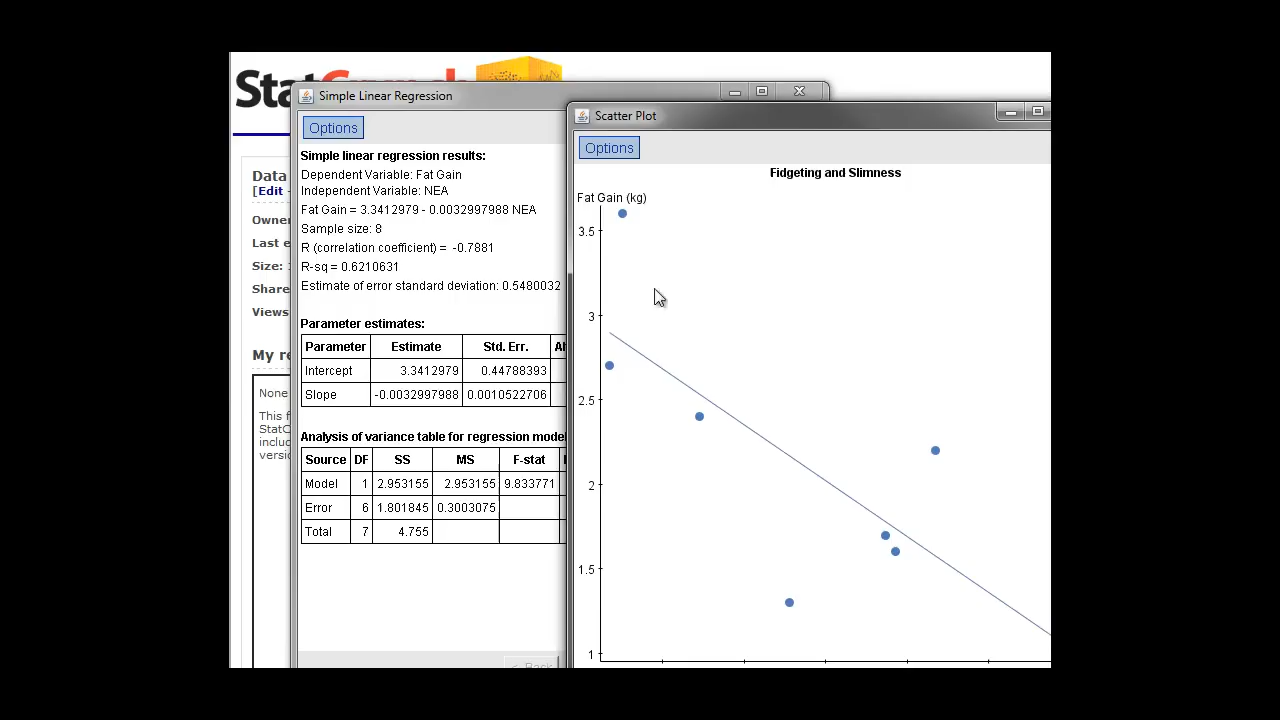 StatCrunch
Data
[Edit
Owne
Last e
Size:
Share
Views
My re
None
This f
StatC
inclu
versi
Simple Linear Regression
Options
Simple linear regression results:
Dependent Variable: Fat Gain
Independent Variable: NEA
Fat Gain = 3.3412979 - 0.0032997988 NEA
Sample size: 8
R (correlation coefficient) = -0.7881
R-sq = 0.6210631
Estimate of error standard deviation: 0.5480032
Parameter estimates:
Parameter Estimate Std. Err. Al
Intercept 3.3412979 0.44788393
Slope -0.0032997988 0.0010522706
Analysis of variance table for regression model
Source DF SS MS F-stat
Model 1 2.953155 2.953155 9.833771
Error 6 1.801845 0.3003075
Total 7 4.755
< Back
Scatter Plot
Options
Fidgeting and Slimness
Fat Gain (kg)
3.5
3
2.5
2
1.5
1